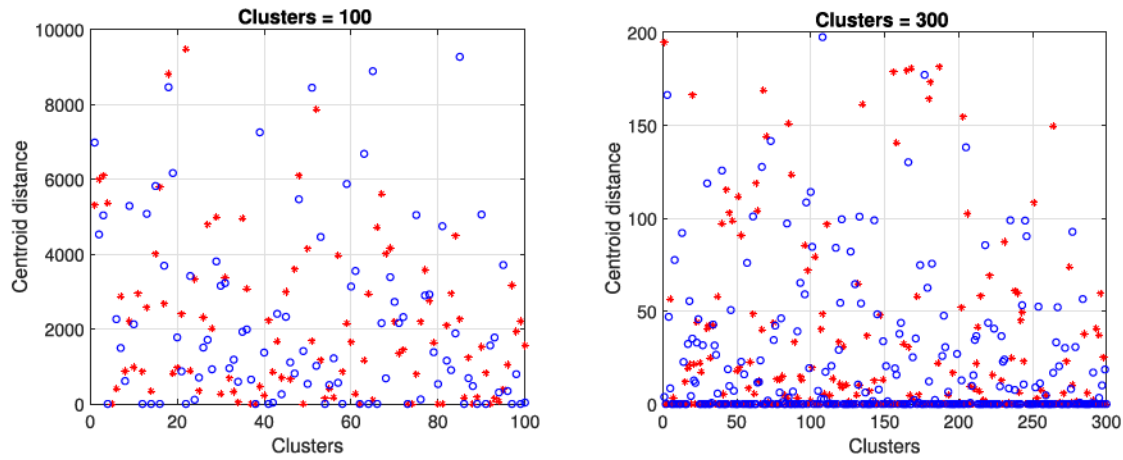 Clusters = 100
10000
8000
6000
4000
2000
0
Centroid distance
0 20 40 60 80 100
Clusters
Clusters = 300
200
150
100
50
0
Centroid distance
0 50 100 150 200 250 300
Clusters